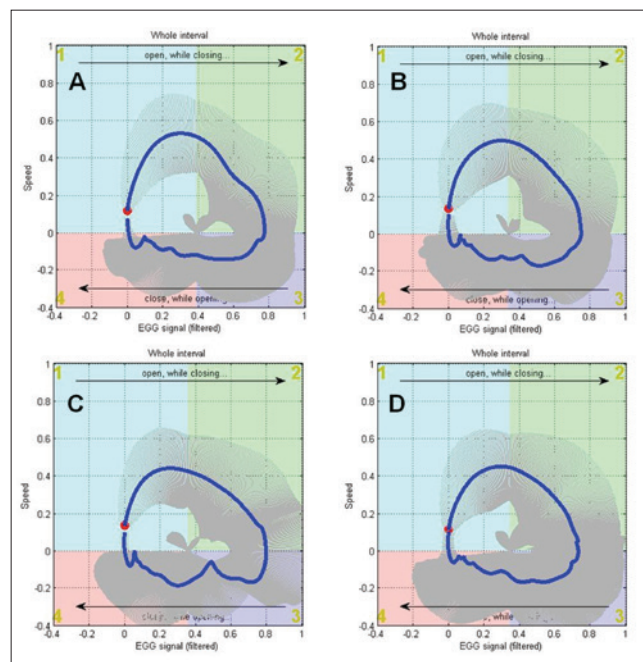 Whole interval
1 open, while closing... 2
A
Speed
1
0.8
0.6
0.4
0.2
0
-0.2
-0.4
4 close, while opening... 3
-0.4 -0.2 0 0.2 0.4 0.6 0.8 1
EGG signal (filtered)
Whole interval
1 open, while closing... 2
B
Speed
1
0.8
0.6
0.4
0.2
0
-0.2
-0.4
4 close, while opening... 3
-0.4 -0.2 0 0.2 0.4 0.6 0.8 1
EGG signal (filtered)
Whole interval
1 open, while closing... 2
C
Speed
1
0.8
0.6
0.4
0.2
0
-0.2
-0.4
4 opening... 3
-0.4 -0.2 0 0.2 0.4 0.6 0.8 1
EGG signal (filtered)
Whole interval
1 open, while closing... 2
D
Speed
1
0.8
0.6
0.4
0.2
0
-0.2
-0.4
4 while 3
-0.4 -0.2 0 0.2 0.4 0.6 0.8 1
EGG signal (filtered)